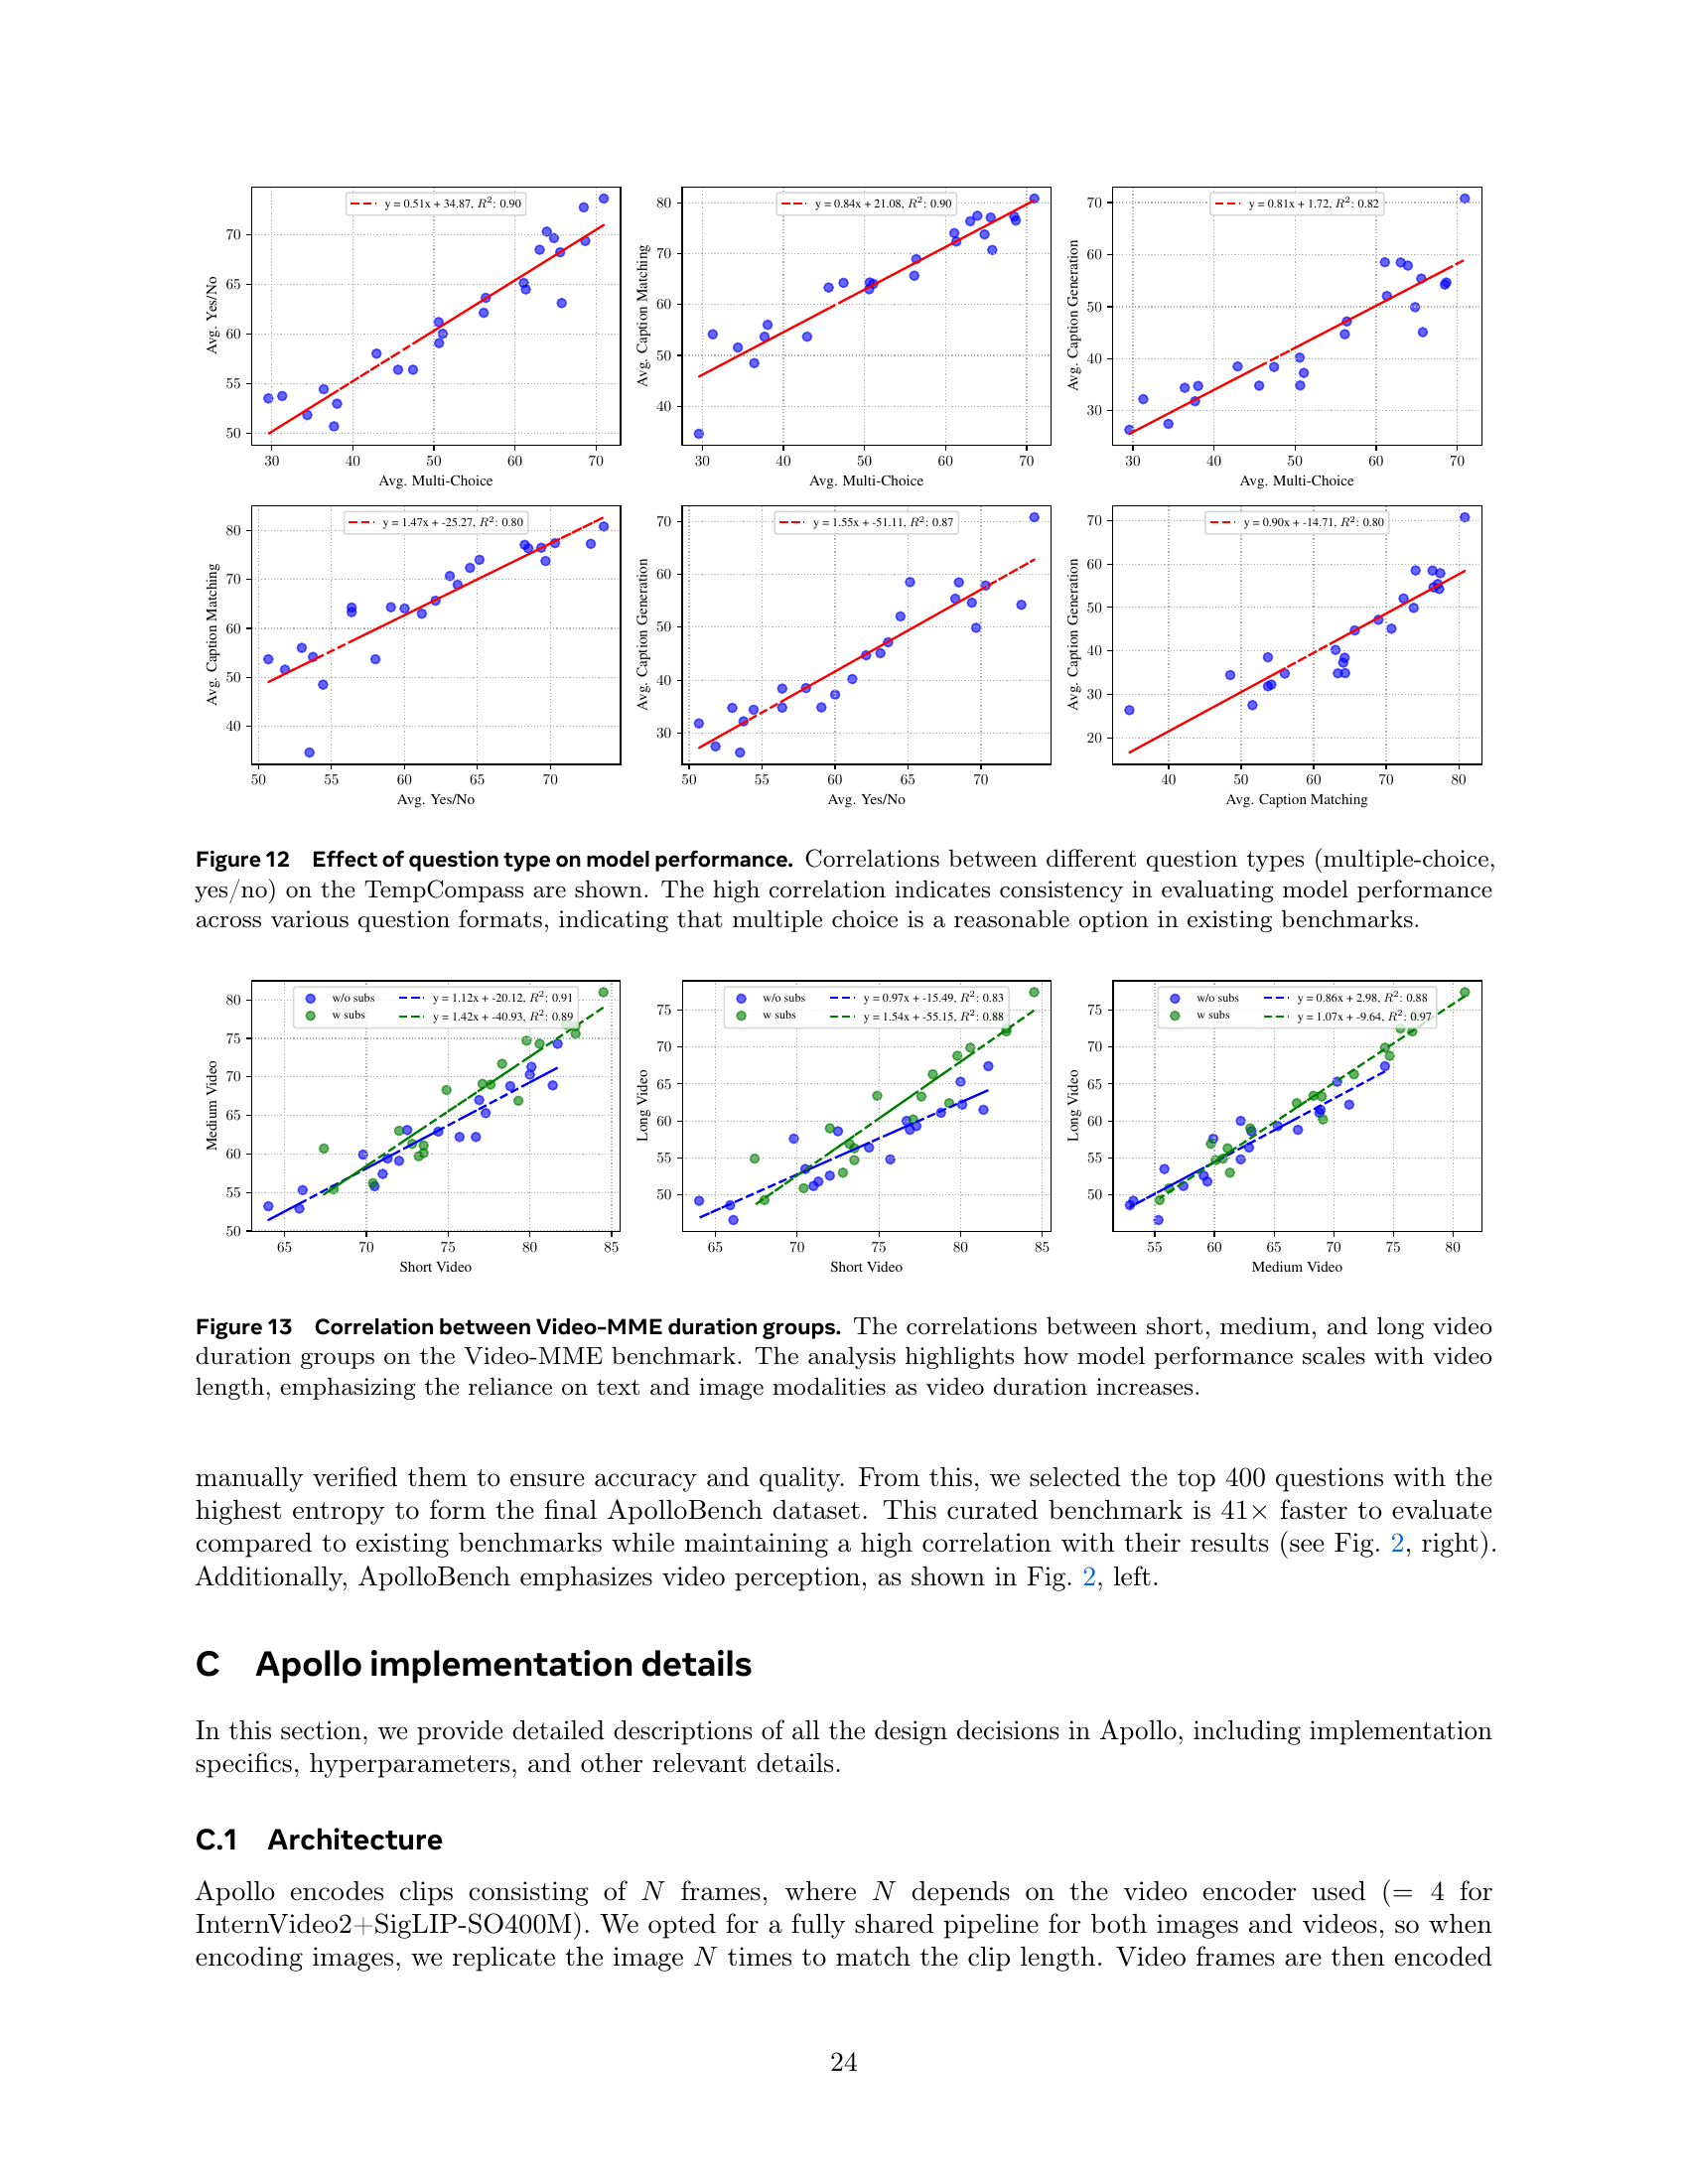 y = 0.51x + 34.87, R²: 0.90
70
65
60
55
50
Avg. Yes/No
30 40 50 60 70
Avg. Multi-Choice
y = 0.84x + 21.08, R²: 0.90
80
70
60
50
40
Avg. Caption Matching
30 40 50 60 70
Avg. Multi-Choice
y = 0.81x + 1.72, R²: 0.82
70
60
50
40
30
Avg. Caption Generation
30 40 50 60 70
Avg. Multi-Choice
y = 1.47x + -25.27, R²: 0.80
80
70
60
50
40
Avg. Caption Matching
50 55 60 65 70
Avg. Yes/No
y = 1.55x + -51.11, R²: 0.87
70
60
50
40
30
Avg. Caption Generation
50 55 60 65 70
Avg. Yes/No
y = 0.90x + -14.71, R²: 0.80
70
60
50
40
30
20
Avg. Caption Generation
40 50 60 70 80
Avg. Caption Matching
Figure 12 Effect of question type on model performance. Correlations between different question types (multiple-choice,
yes/no) on the TempCompass are shown. The high correlation indicates consistency in evaluating model performance
across various question formats, indicating that multiple choice is a reasonable option in existing benchmarks.
w/o subs y = 1.12x + -20.12, R²: 0.91
w subs y = 1.42x + -40.93, R²: 0.89
80
75
70
65
60
55
50
Medium Video
65 70 75 80 85
Short Video
w/o subs y = 0.97x + -15.49, R²: 0.83
w subs y = 1.54x + -55.15, R²: 0.88
75
70
65
60
55
50
Long Video
65 70 75 80 85
Short Video
w/o subs y = 0.86x + 2.98, R²: 0.88
w subs y = 1.07x + -9.64, R²: 0.97
75
70
65
60
55
50
Long Video
55 60 65 70 75 80
Medium Video
Figure 13 Correlation between Video-MME duration groups. The correlations between short, medium, and long video
duration groups on the Video-MME benchmark. The analysis highlights how model performance scales with video
length, emphasizing the reliance on text and image modalities as video duration increases.
manually verified them to ensure accuracy and quality. From this, we selected the top 400 questions with the
highest entropy to form the final ApolloBench dataset. This curated benchmark is 41× faster to evaluate
compared to existing benchmarks while maintaining a high correlation with their results (see Fig. 2, right).
Additionally, ApolloBench emphasizes video perception, as shown in Fig. 2, left.
C Apollo implementation details
In this section, we provide detailed descriptions of all the design decisions in Apollo, including implementation
specifics, hyperparameters, and other relevant details.
C.1 Architecture
Apollo encodes clips consisting of N frames, where N depends on the video encoder used (= 4 for
InternVideo2+SigLIP-SO400M). We opted for a fully shared pipeline for both images and videos, so when
encoding images, we replicate the image N times to match the clip length. Video frames are then encoded
24